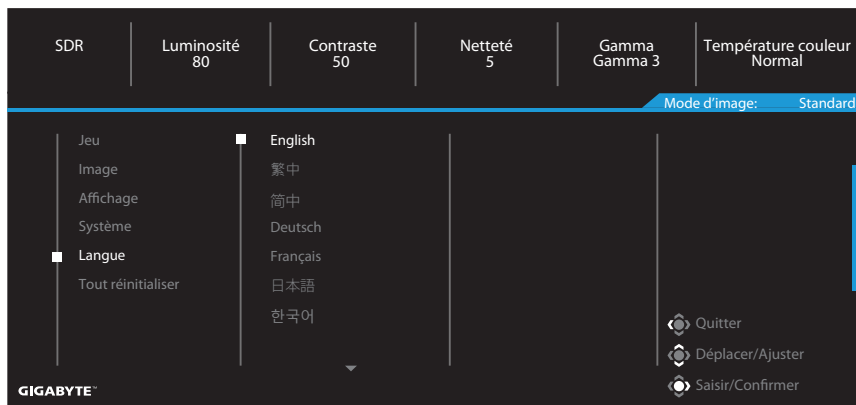 SDR
Luminosité
80
Contraste
50
Netteté
5
Gamma
Gamma 3
Température couleur
Normal
Mode d'image: Standard
Jeu
Image
Affichage
Système
Langue
Tout réinitialiser
English
繁中
简中
Deutsch
Français
日本語
한국어
Quitter
Déplacer/Ajuster
Saisir/Confirmer
GIGABYTE™